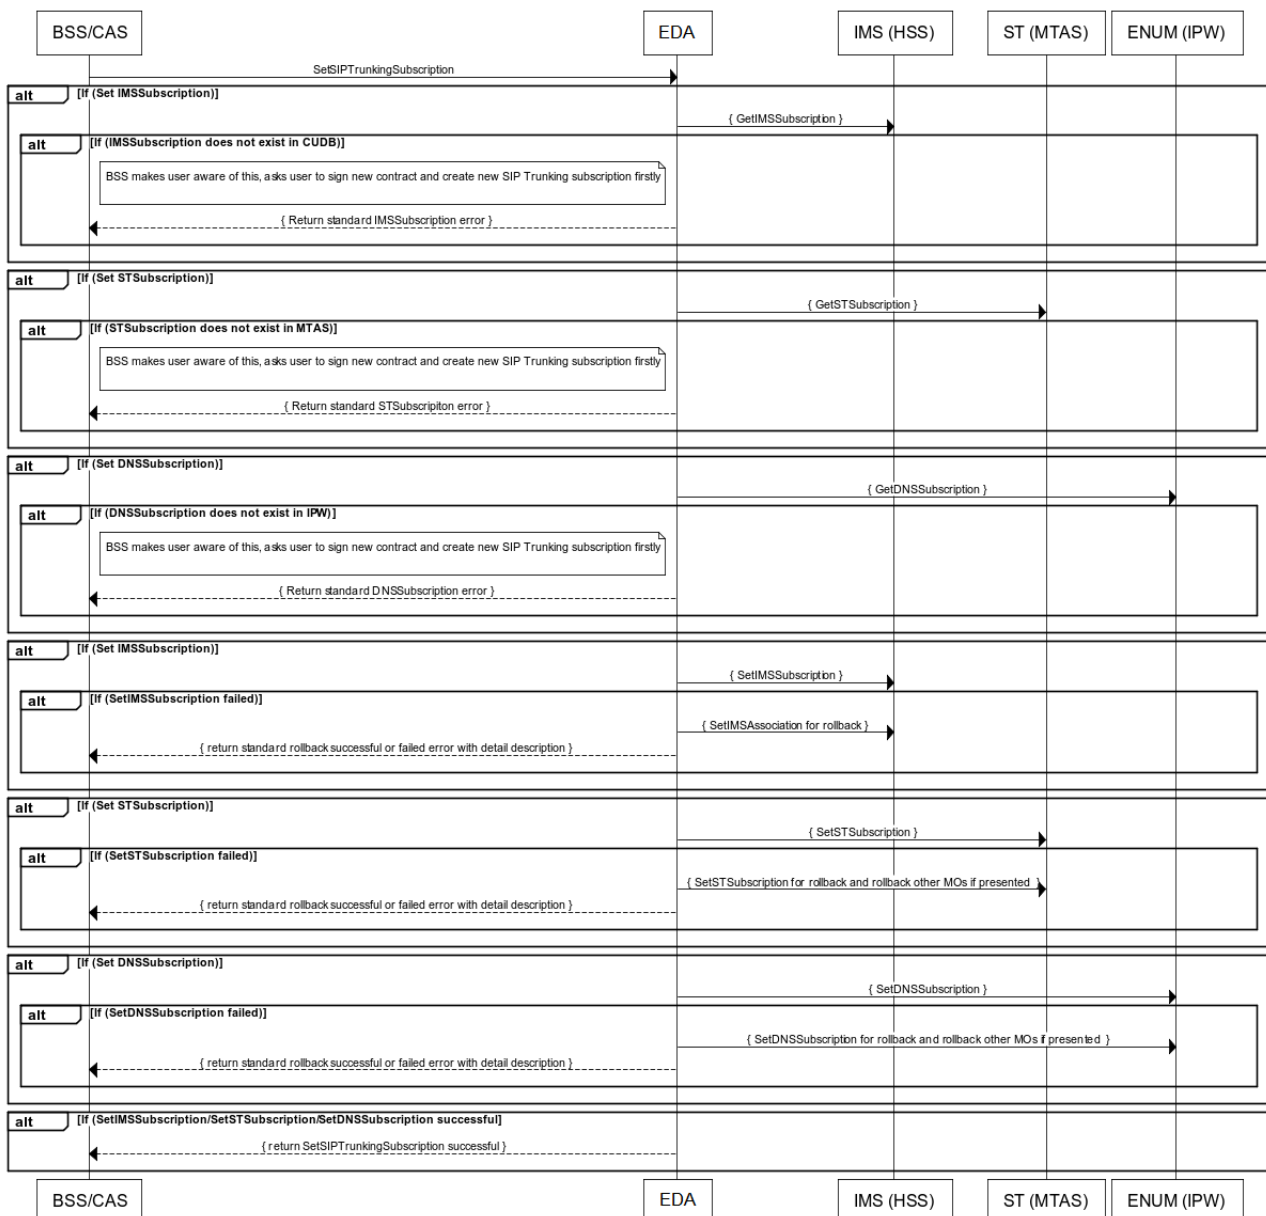 BSS/CAS EDA IMS (HSS) ST (MTAS) ENUM (IPW)
SetSIPTrunkingSubscription
alt [If (Set IMSSubscription)]
{ GetIMSSubscription }
alt [If (IMSSubscription does not exist in CUDB)]
BSS makes user aware of this, asks user to sign new contract and create new SIP Trunking subscription firstly
{ Return standard IMSSubscription error }
alt [If (Set STSubscription)]
{ GetSTSubscription }
alt [If (STSubscription does not exist in MTAS)]
BSS makes user aware of this, asks user to sign new contract and create new SIP Trunking subscription firstly
{ Return standard STSubscripiton error }
alt [If (Set DNSSubscription)]
{ GetDNSSubscription }
alt [If (DNSSubscription does not exist in IPW)]
BSS makes user aware of this, asks user to sign new contract and create new SIP Trunking subscription firstly
{ Return standard DNSSubscription error }
alt [If (Set IMSSubscription)]
{ SetIMSSubscription }
alt [If (SetIMSSubscription failed)]
{ SetIMSAssociation for rollback }
{ return standard rollback successful or failed error with detail description }
alt [If (Set STSubscription)]
{ SetSTSubscription }
alt [If (SetSTSubscription failed)]
{ SetSTSubscription for rollback and rollback other MOs if presented }
{ return standard rollback successful or failed error with detail description }
alt [If (Set DNSSubscription)]
{ SetDNSSubscription }
alt [If (SetDNSSubscription failed)]
{ SetDNSSubscription for rollback and rollback other MOs if presented }
{ return standard rollback successful or failed error with detail description }
alt [If (SetIMSSubscription/SetSTSubscription/SetDNSSubscription successful]
{ return SetSIPTrunkingSubscription successful }
BSS/CAS EDA IMS (HSS) ST (MTAS) ENUM (IPW)